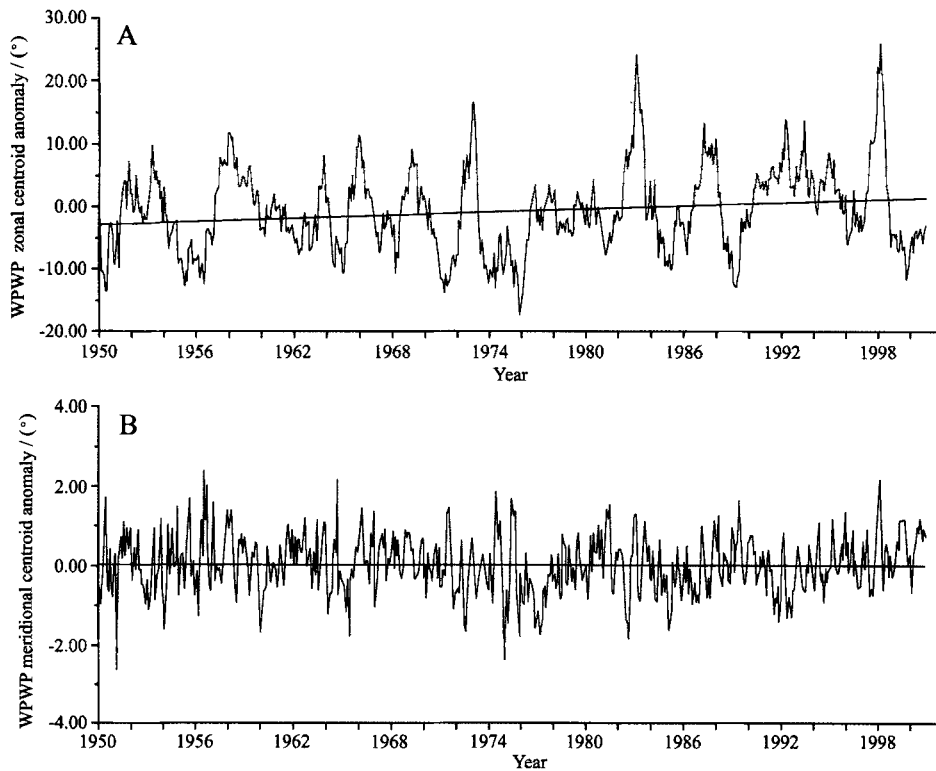 A
WPWP zonal centroid anomaly / (°)
30.00
20.00
10.00
0.00
-10.00
-20.00
1950 1956 1962 1968 1974 1980 1986 1992 1998
Year
B
WPWP meridional centroid anomaly / (°)
4.00
2.00
0.00
-2.00
-4.00
1950 1956 1962 1968 1974 1980 1986 1992 1998
Year